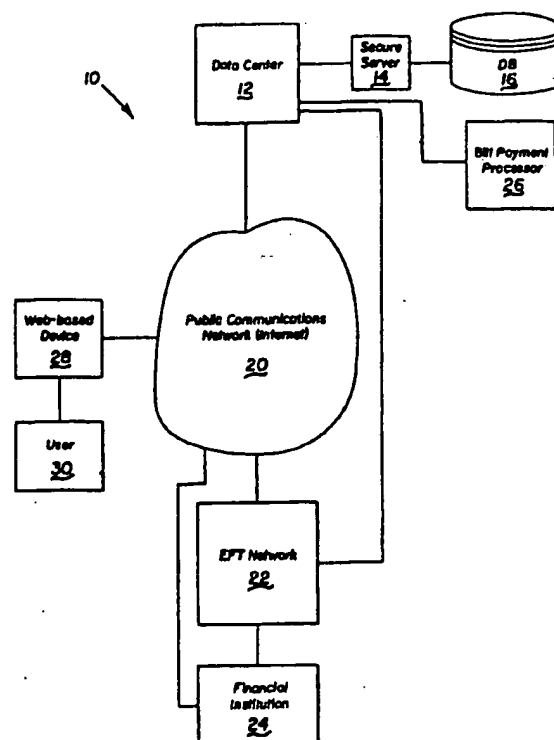 Data Center
12
Secure
Server
14
DB
16
10
Bill Payment
Processor
26
Public Communications
Network (Internet)
20
Web-based
Device
28
User
30
EFT Network
22
Financial
Institution
24